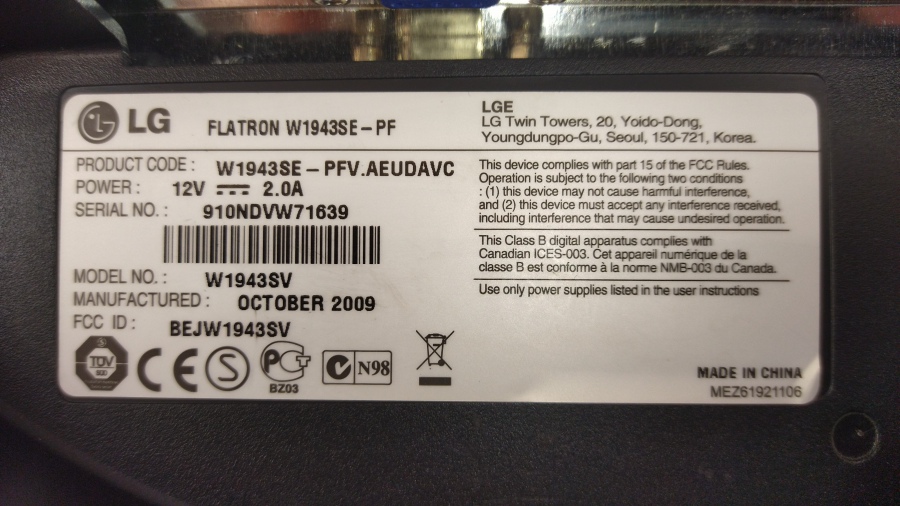 LG FLATRON W1943SE-PF
LGE
LG Twin Towers, 20, Yoido-Dong,
Youngdungpo-Gu, Seoul, 150-721, Korea.
PRODUCT CODE : W1943SE-PFV.AEUDAVC
POWER : 12V 2.0A
SERIAL NO. : 910NDVW71639
MODEL NO. : W1943SV
MANUFACTURED : OCTOBER 2009
FCC ID : BEJW1943SV
TÜV
CE S PCT N98
BZ03
This device complies with part 15 of the FCC Rules.
Operation is subject to the following two conditions
: (1) this device may not cause harmful interference,
and (2) this device must accept any interference received,
including interference that may cause undesired operation.
This Class B digital apparatus complies with
Canadian ICES-003. Cet appareil numérique de la
classe B est conforme à la norme NMB-003 du Canada.
Use only power supplies listed in the user instructions
MADE IN CHINA
MEZ61921106